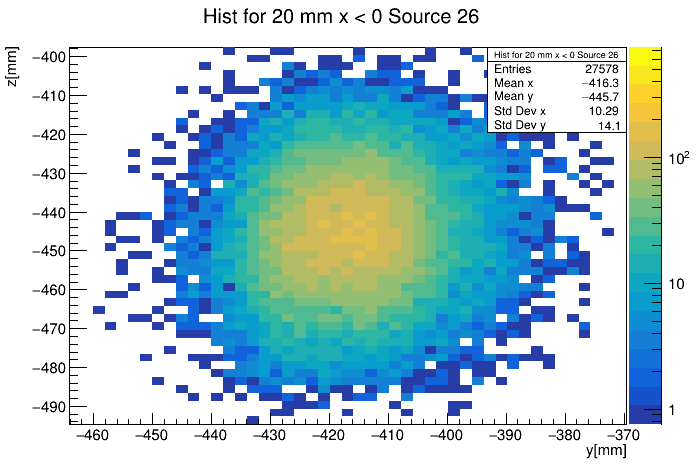 Hist for 20 mm x < 0 Source 26
z[mm]
Hist for 20 mm x < 0 Source 26
Entries 27578
Mean x −416.3
Mean y −445.7
Std Dev x 10.29
Std Dev y 14.1
−400
−410
−420
−430
−440
−450
−460
−470
−480
−490
10²
10
1
−460 −450 −440 −430 −420 −410 −400 −390 −380 −370
y[mm]